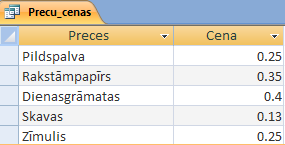 Precu_cenas
Preces Cena
Pildspalva 0.25
Rakstāmpapīrs 0.35
Dienasgrāmatas 0.4
Skavas 0.13
Zīmulis 0.25